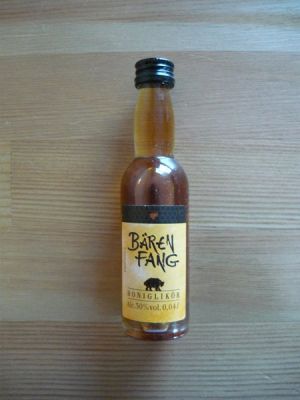 BÄREN
FANG
HONIGLIKÖR
Alc. 30%vol. 0,04l